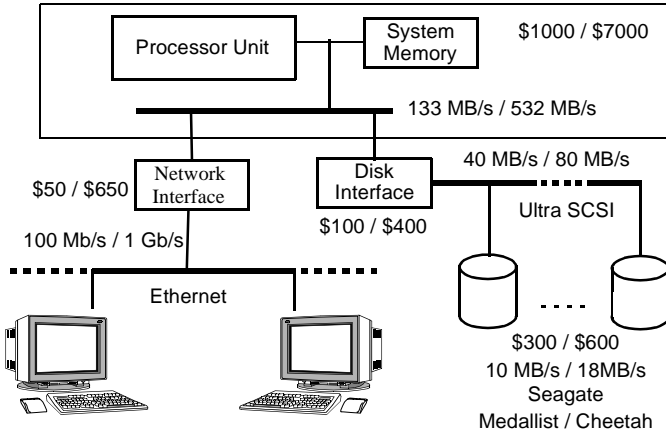 Processor Unit
System
Memory
$1000 / $7000
133 MB/s / 532 MB/s
Network
Interface
$50 / $650
Disk
Interface
$100 / $400
40 MB/s / 80 MB/s
Ultra SCSI
100 Mb/s / 1 Gb/s
Ethernet
$300 / $600
10 MB/s / 18MB/s
Seagate
Medallist / Cheetah